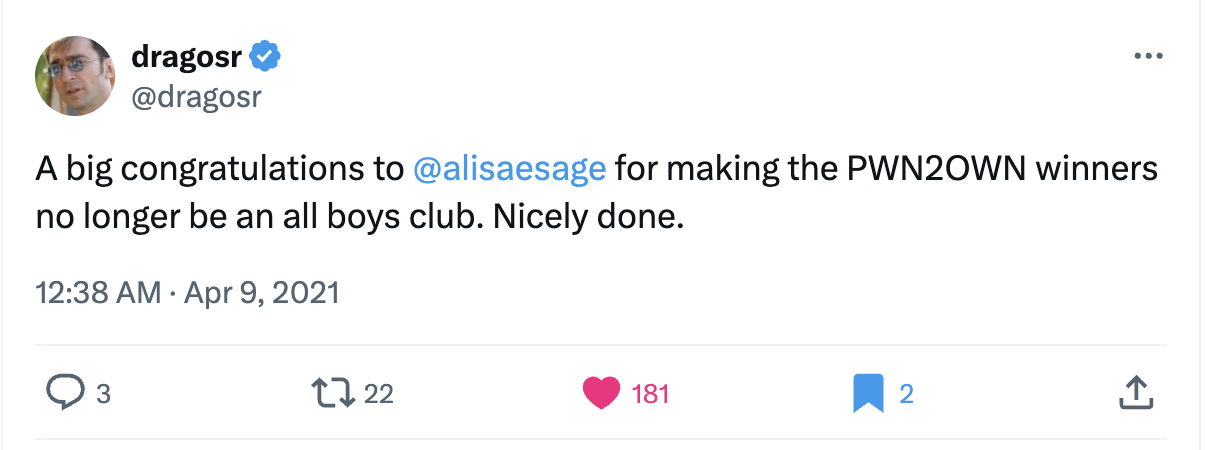 dragosr
@dragosr
A big congratulations to @alisaesage for making the PWN2OWN winners
no longer be an all boys club. Nicely done.
12:38 AM · Apr 9, 2021
3 22 181 2